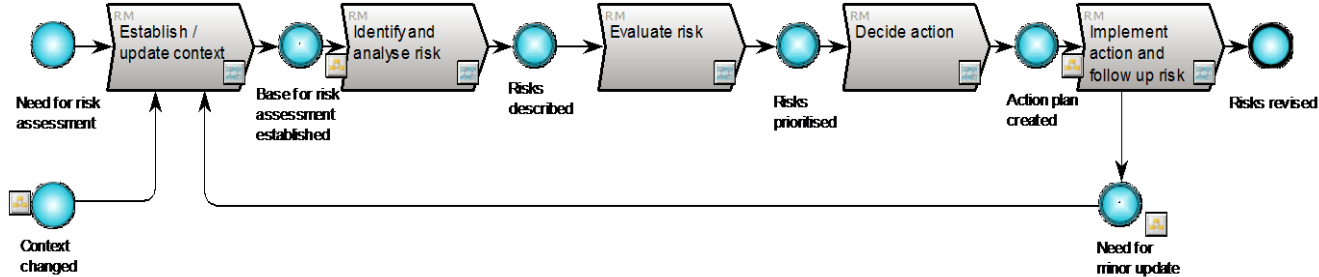 RM
Establish /
update context
RM
Identify and
analyse risk
RM
Evaluate risk
RM
Decide action
RM
Implement
action and
follow up risk
Need for risk
assessment
Base for risk
assessment
established
Risks
described
Risks
prioritised
Action plan
created
Risks revised
Context
changed
Need for
minor update